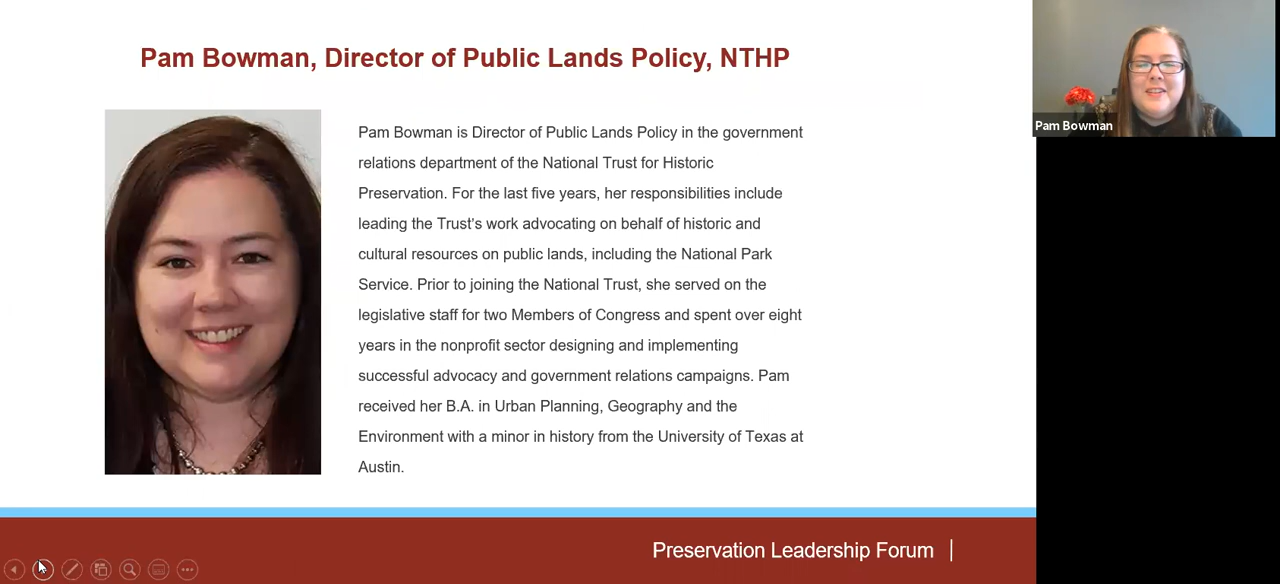 Pam Bowman, Director of Public Lands Policy, NTHP
Pam Bowman
Pam Bowman is Director of Public Lands Policy in the government
relations department of the National Trust for Historic
Preservation. For the last five years, her responsibilities include
leading the Trust's work advocating on behalf of historic and
cultural resources on public lands, including the National Park
Service. Prior to joining the National Trust, she served on the
legislative staff for two Members of Congress and spent over eight
years in the nonprofit sector designing and implementing
successful advocacy and government relations campaigns. Pam
received her B.A. in Urban Planning, Geography and the
Environment with a minor in history from the University of Texas at
Austin.
Preservation Leadership Forum |